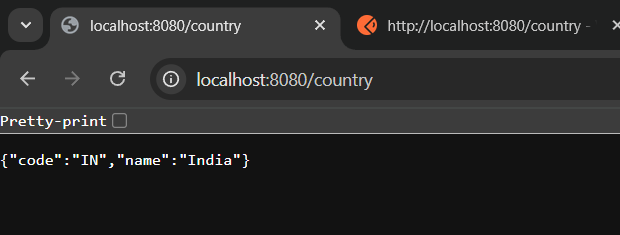 localhost:8080/country
http://localhost:8080/country -
localhost:8080/country
Pretty-print
{"code":"IN","name":"India"}